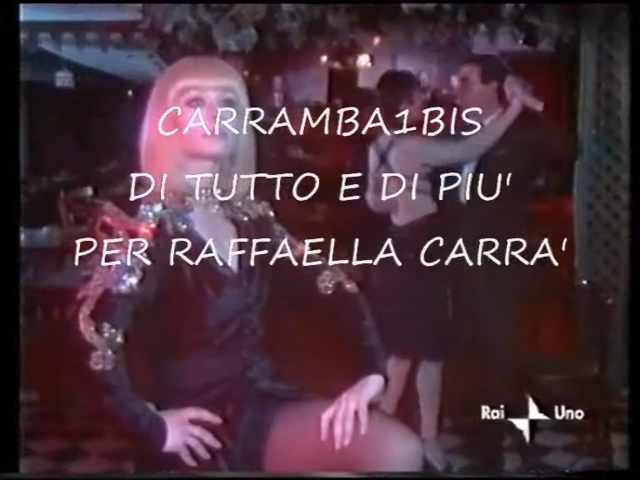 CARRAMBA1BIS
DI TUTTO E DI PIU'
PER RAFFAELLA CARRA'
Rai Uno